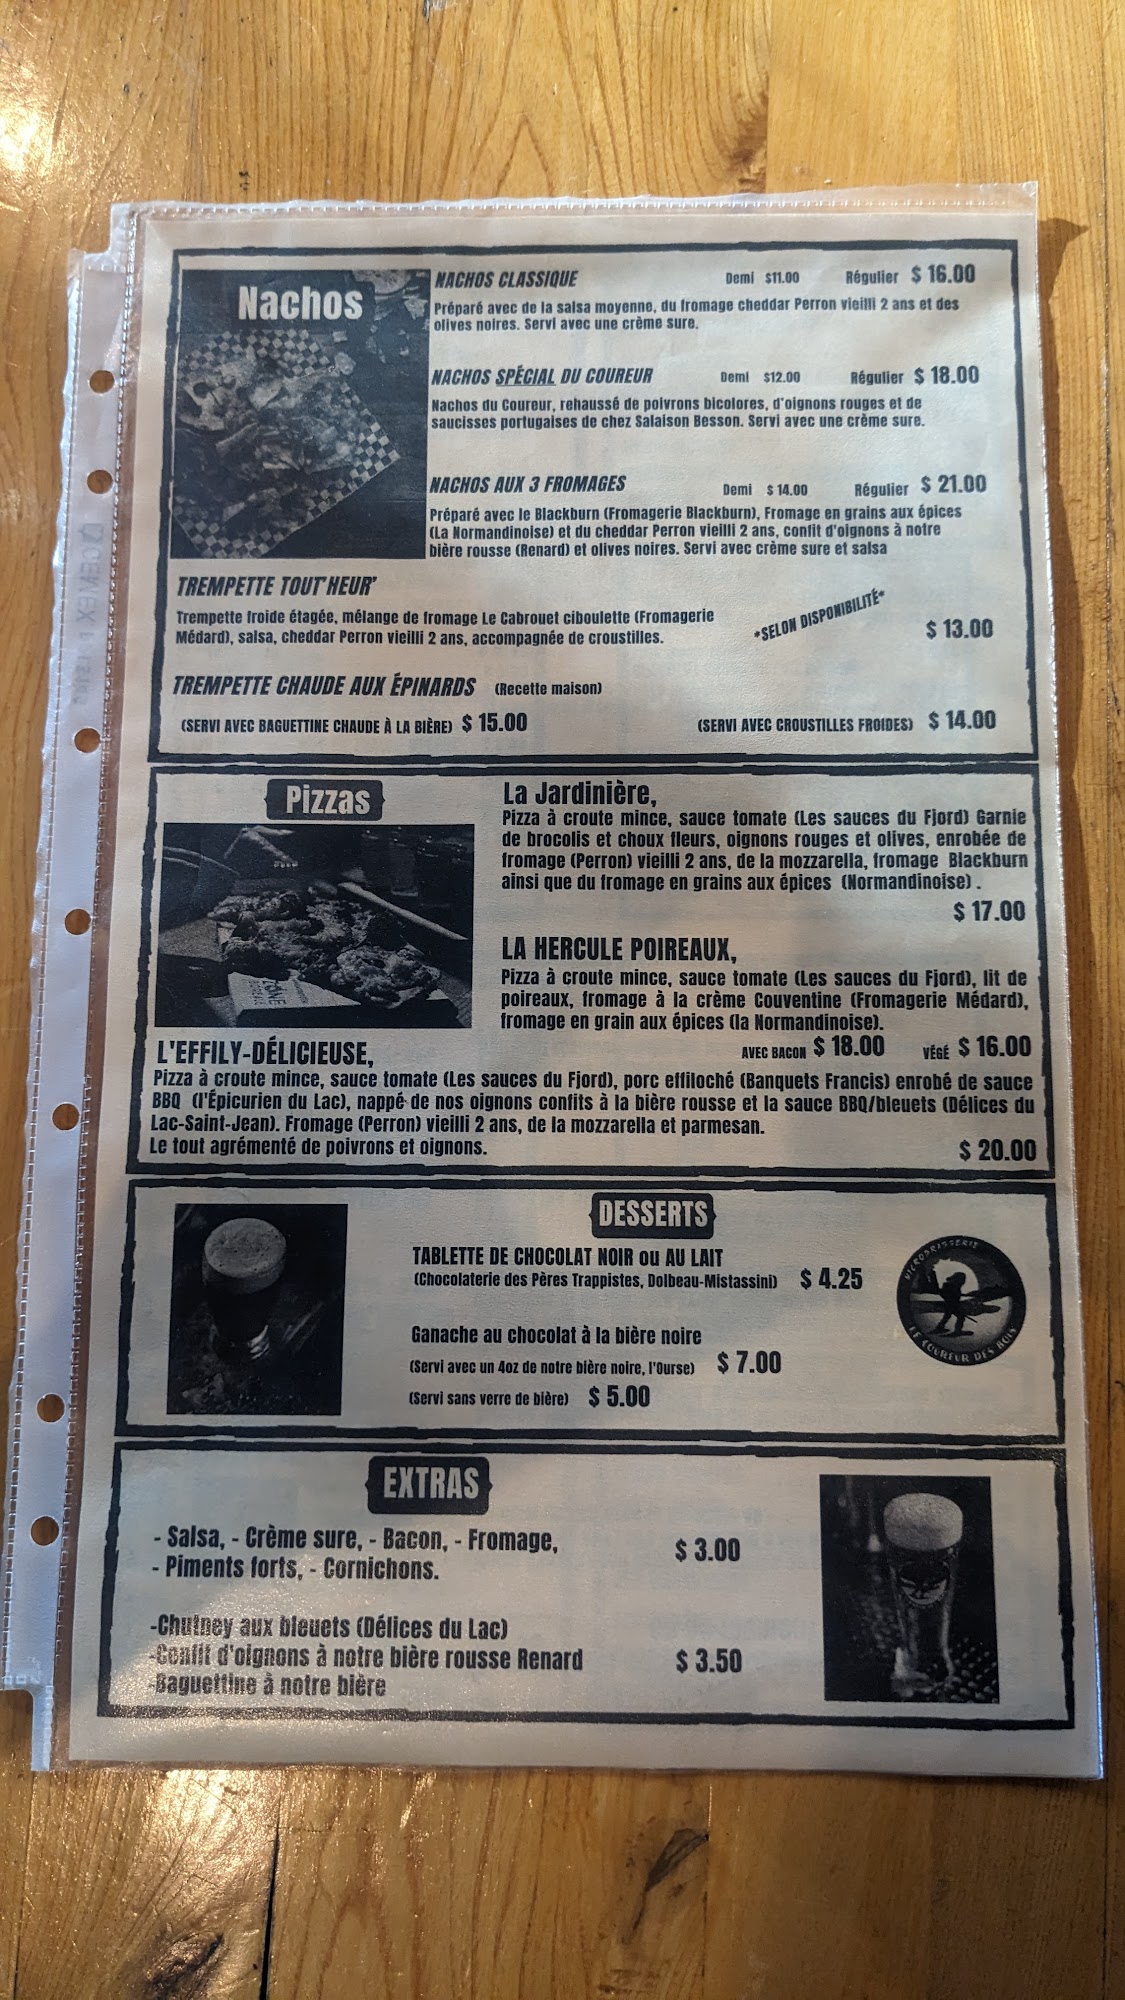 Nachos
NACHOS CLASSIQUE Demi $11.00 Régulier $ 16.00
Préparé avec de la salsa moyenne, du fromage cheddar Perron vieilli 2 ans et des
olives noires. Servi avec une crème sure.
NACHOS SPÉCIAL DU COUREUR Demi $12.00 Régulier $ 18.00
Nachos du Coureur, rehaussé de poivrons bicolores, d'oignons rouges et de
saucisses portugaises de chez Salaison Besson. Servi avec une crème sure.
NACHOS AUX 3 FROMAGES Demi $ 14.00 Régulier $ 21.00
Préparé avec le Blackburn (Fromagerie Blackburn), Fromage en grains aux épices
(La Normandinoise) et du cheddar Perron vieilli 2 ans, confit d'oignons à notre
bière rousse (Renard) et olives noires. Servi avec crème sure et salsa
TREMPETTE TOUT'HEUR'
Trempette froide étagée, mélange de fromage Le Cabrouet ciboulette (Fromagerie
Médard), salsa, cheddar Perron vieilli 2 ans, accompagnée de croustilles.
*SELON DISPONIBILITÉ*
$ 13.00
TREMPETTE CHAUDE AUX ÉPINARDS (Recette maison)
(SERVI AVEC BAGUETTINE CHAUDE À LA BIÈRE) $ 15.00 (SERVI AVEC CROUSTILLES FROIDES) $ 14.00
Pizzas
La Jardinière,
Pizza à croute mince, sauce tomate (Les sauces du Fjord) Garnie
de brocolis et choux fleurs, oignons rouges et olives, enrobée de
fromage (Perron) vieilli 2 ans, de la mozzarella, fromage Blackburn
ainsi que du fromage en grains aux épices (Normandinoise) .
$ 17.00
LA HERCULE POIREAUX,
Pizza à croute mince, sauce tomate (Les sauces du Fjord), lit de
poireaux, fromage à la crème Couventine (Fromagerie Médard),
fromage en grain aux épices (la Normandinoise).
AVEC BACON $ 18.00 VÉGÉ $ 16.00
L'EFFILY-DÉLICIEUSE,
Pizza à croute mince, sauce tomate (Les sauces du Fjord), porc effiloché (Banquets Francis) enrobé de sauce
BBQ (l'Épicurien du Lac), nappé de nos oignons confits à la bière rousse et la sauce BBQ/bleuets (Délices du
Lac-Saint-Jean). Fromage (Perron) vieilli 2 ans, de la mozzarella et parmesan.
Le tout agrémenté de poivrons et oignons.
$ 20.00
DESSERTS
TABLETTE DE CHOCOLAT NOIR ou AU LAIT
(Chocolaterie des Pères Trappistes, Dolbeau-Mistassini) $ 4.25
Ganache au chocolat à la bière noire
(Servi avec un 4oz de notre bière noire, l'Ourse) $ 7.00
(Servi sans verre de bière) $ 5.00
MICROBRASSERIE
LE COUREUR DES BOIS
EXTRAS
- Salsa, - Crème sure, - Bacon, - Fromage,
- Piments forts, - Cornichons.
$ 3.00
-Chutney aux bleuets (Délices du Lac)
-Confit d'oignons à notre bière rousse Renard
-Baguettine à notre bière
$ 3.50